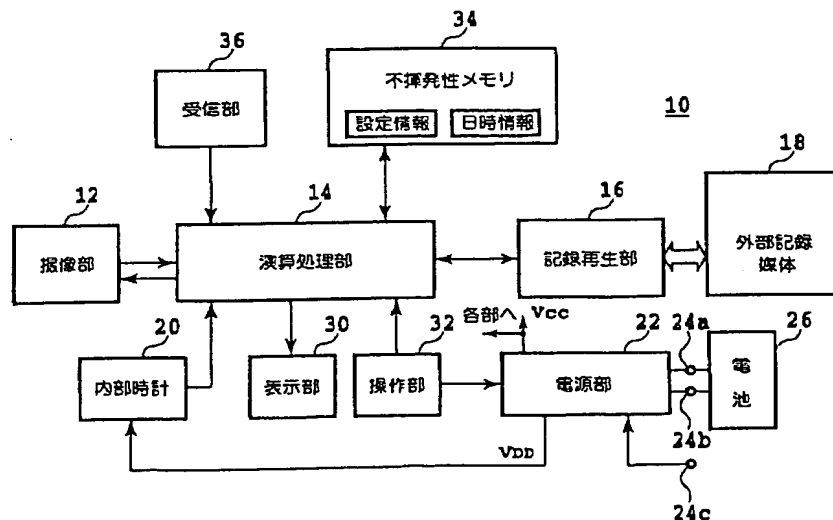 36
34
受信部
不揮発性メモリ
設定情報
日時情報
10
12
14
16
18
撮像部
演算処理部
記録再生部
外部記録
媒体
各部へ
Vcc
20
30
32
22
24a
26
内部時計
表示部
操作部
電源部
電
池
24b
VDD
24c